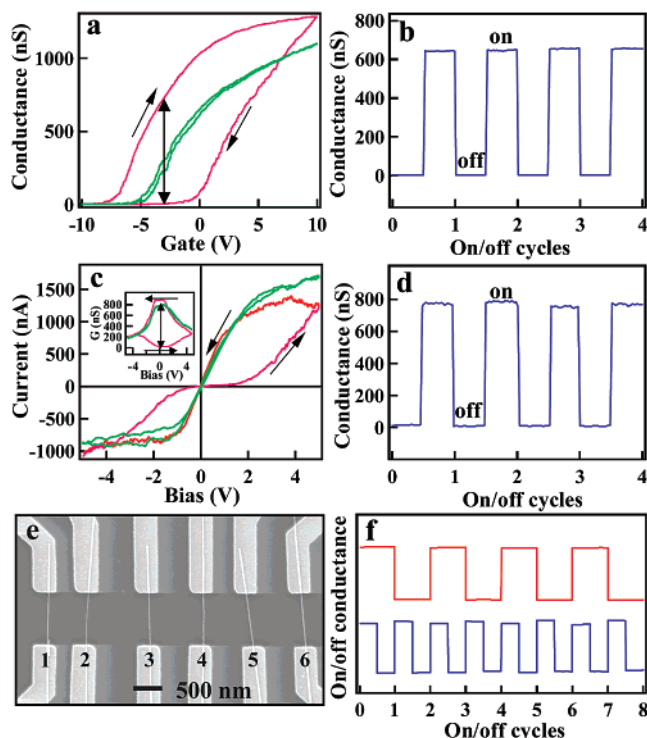 a
Conductance (nS)
1000
500
0
-10 -5 0 5 10
Gate (V)
b
Conductance (nS)
800
600
400
200
0
on
off
0 1 2 3 4
On/off cycles
c
Current (nA)
1500
1000
500
0
-500
-1000
-5 0 5
Bias (V)
G (nS)
800
600
400
200
0
-4 0 4
Bias (V)
d
Conductance (nS)
800
600
400
200
0
on
off
0 1 2 3 4
On/off cycles
e
1 2 3 4 5 6
500 nm
f
On/off conductance
0 1 2 3 4 5 6 7 8
On/off cycles